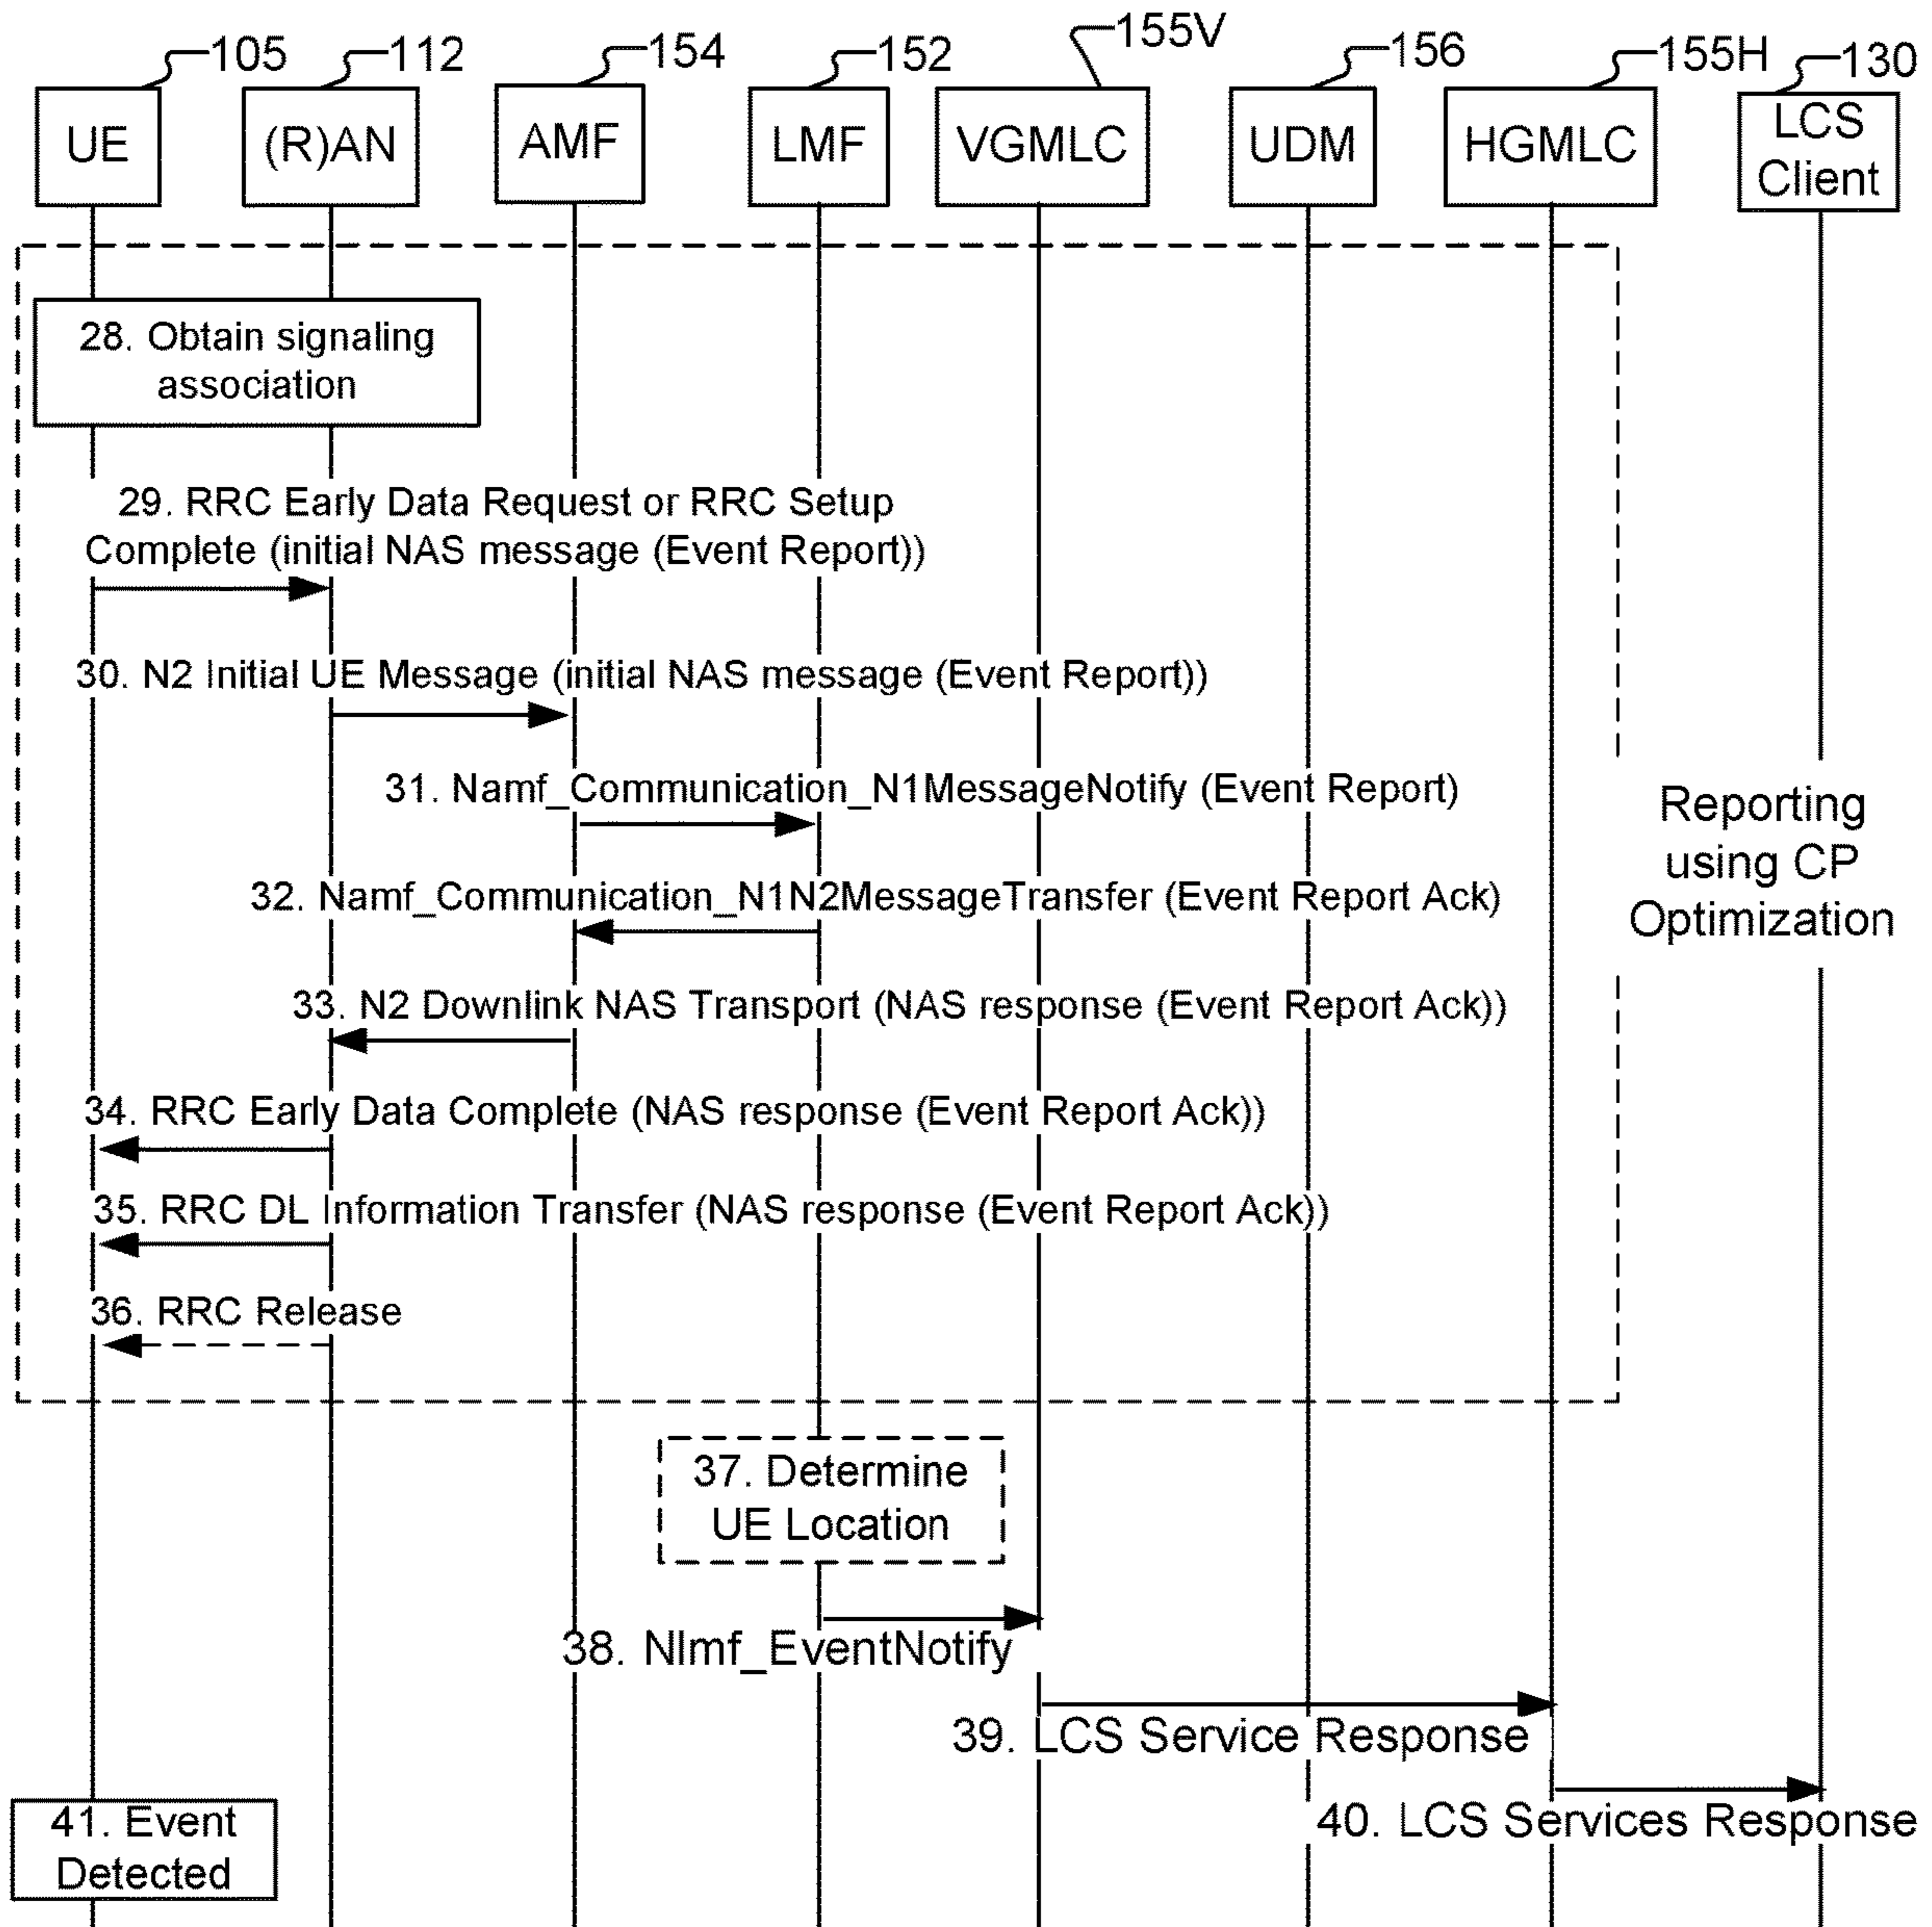 105
112
154
152
155V
156
155H
130
UE
(R)AN
AMF
LMF
VGMLC
UDM
HGMLC
LCS
Client
28. Obtain signaling
association
29. RRC Early Data Request or RRC Setup
Complete (initial NAS message (Event Report))
30. N2 Initial UE Message (initial NAS message (Event Report))
31. Namf_Communication_N1MessageNotify (Event Report)
32. Namf_Communication_N1N2MessageTransfer (Event Report Ack)
Reporting
using CP
Optimization
33. N2 Downlink NAS Transport (NAS response (Event Report Ack))
34. RRC Early Data Complete (NAS response (Event Report Ack))
35. RRC DL Information Transfer (NAS response (Event Report Ack))
36. RRC Release
37. Determine
UE Location
38. Nlmf_EventNotify
39. LCS Service Response
40. LCS Services Response
41. Event
Detected